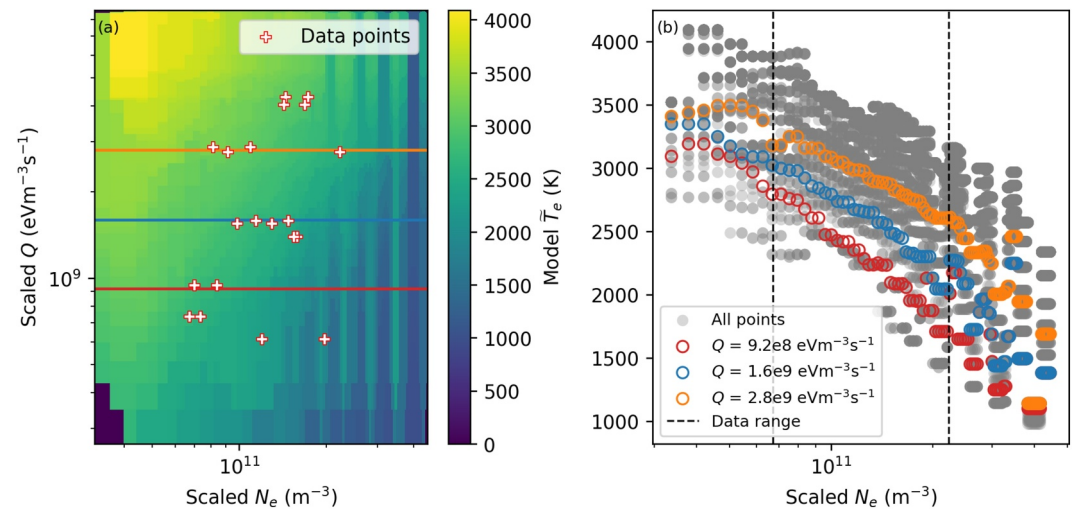 (a)
Data points
10⁹
Scaled Q (eVm⁻³s⁻¹)
10¹¹
Scaled Nₑ (m⁻³)
4000
3500
3000
2500
2000
1500
1000
500
0
Model T̃ₑ (K)
(b)
4000
3500
3000
2500
2000
1500
1000
All points
Q = 9.2e8 eVm⁻³s⁻¹
Q = 1.6e9 eVm⁻³s⁻¹
Q = 2.8e9 eVm⁻³s⁻¹
Data range
10¹¹
Scaled Nₑ (m⁻³)